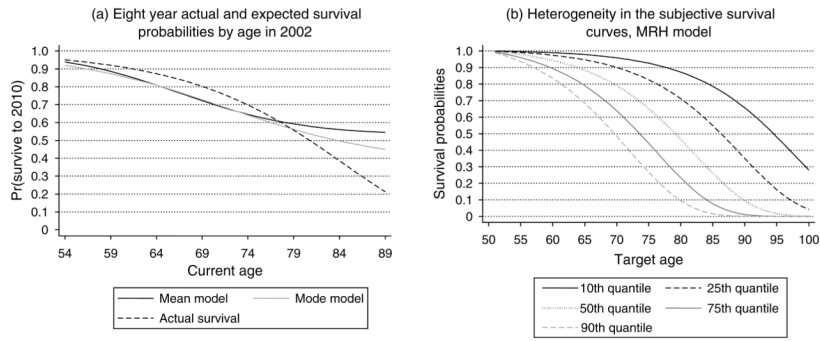 (a) Eight year actual and expected survival
probabilities by age in 2002
Pr(survive to 2010)
1.0
0.9
0.8
0.7
0.6
0.5
0.4
0.3
0.2
0.1
0
54 59 64 69 74 79 84 89
Current age
Mean model Mode model
Actual survival
(b) Heterogeneity in the subjective survival
curves, MRH model
Survival probabilities
1.0
0.9
0.8
0.7
0.6
0.5
0.4
0.3
0.2
0.1
0
50 55 60 65 70 75 80 85 90 95 100
Target age
10th quantile 25th quantile
50th quantile 75th quantile
90th quantile